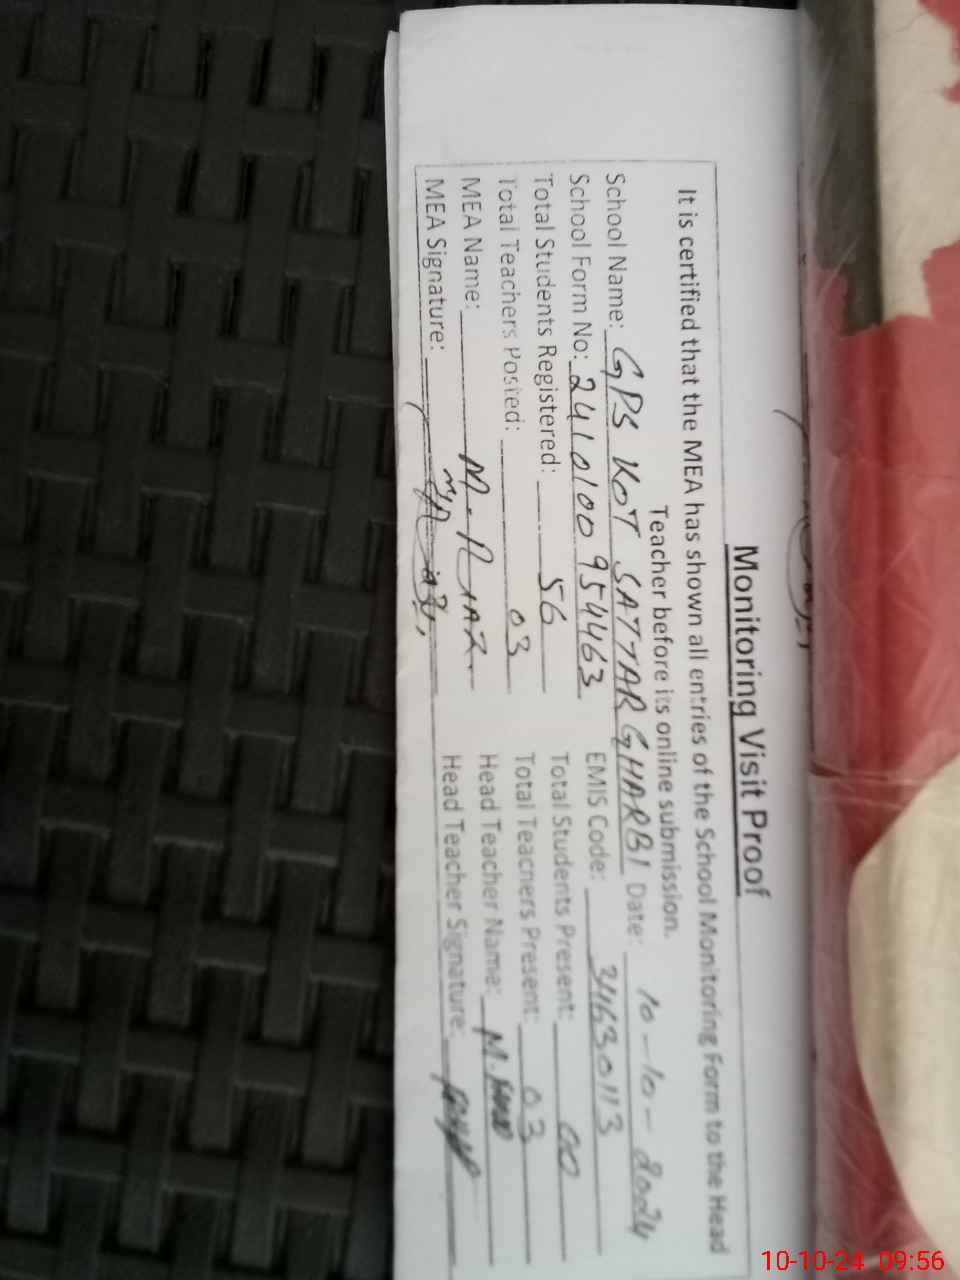 Monitoring Visit Proof
It is certified that the MEA has shown all entries of the School Monitoring Form to the Head
Teacher before its online submission.
School Name: GPS KOT SATTAR GHARBI Date: 10-10-2024
School Form No: 2410100954463 EMIS Code: 34630113
Total Students Registered: 56 Total Students Present: 00
Total Teachers Posted: 03 Total Teachers Present: 03
MEA Name: M. RIAZ. Head Teacher Name: M.
MEA Signature: Head Teacher Signature:
10-10-24 09:56